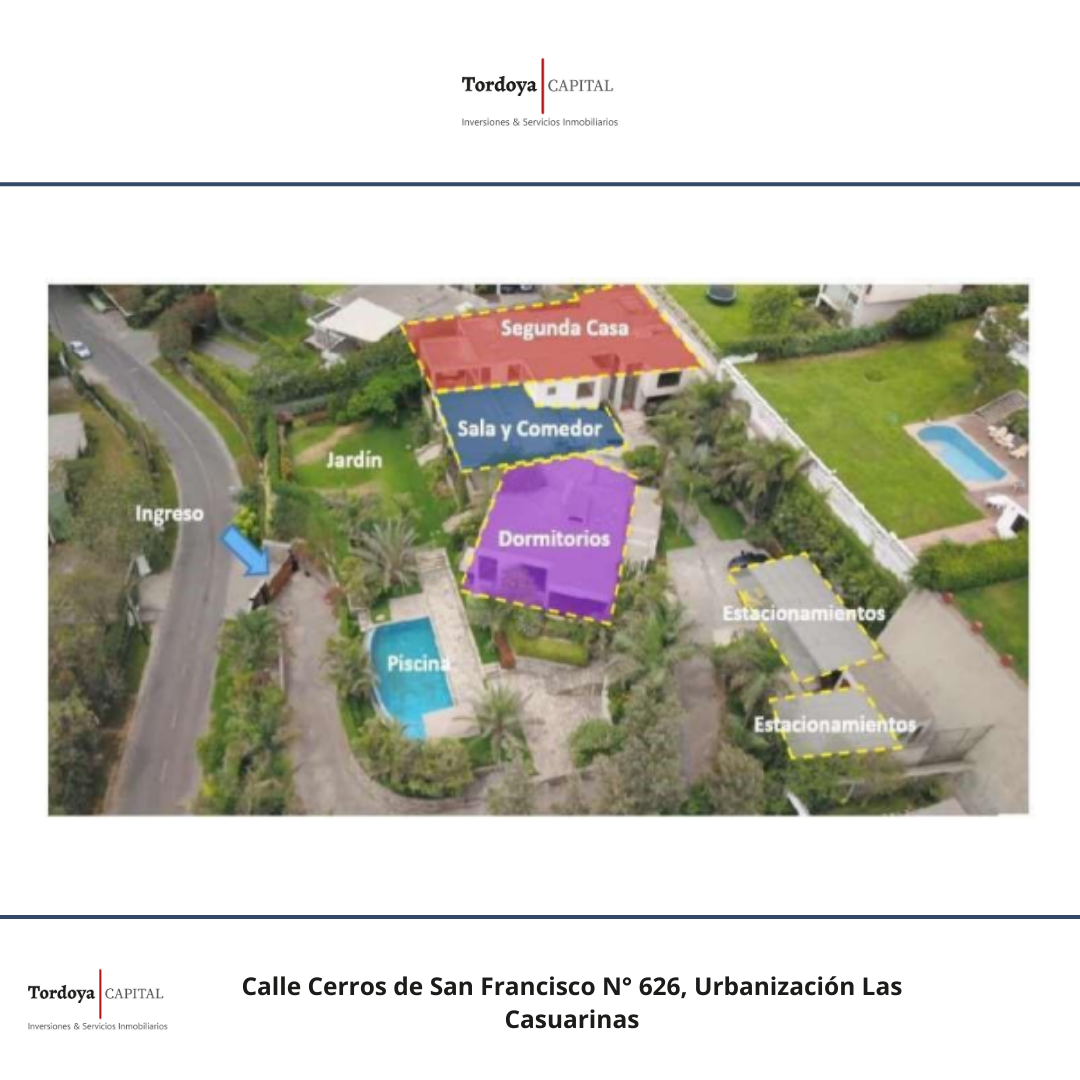 Tordoya CAPITAL
Inversiones & Servicios Inmobiliarios
Segunda Casa
Sala y Comedor
Jardín
Ingreso
Dormitorios
Estacionamientos
Piscina
Estacionamientos
Tordoya CAPITAL
Inversiones & Servicios Inmobiliarios
Calle Cerros de San Francisco N° 626, Urbanización Las
Casuarinas